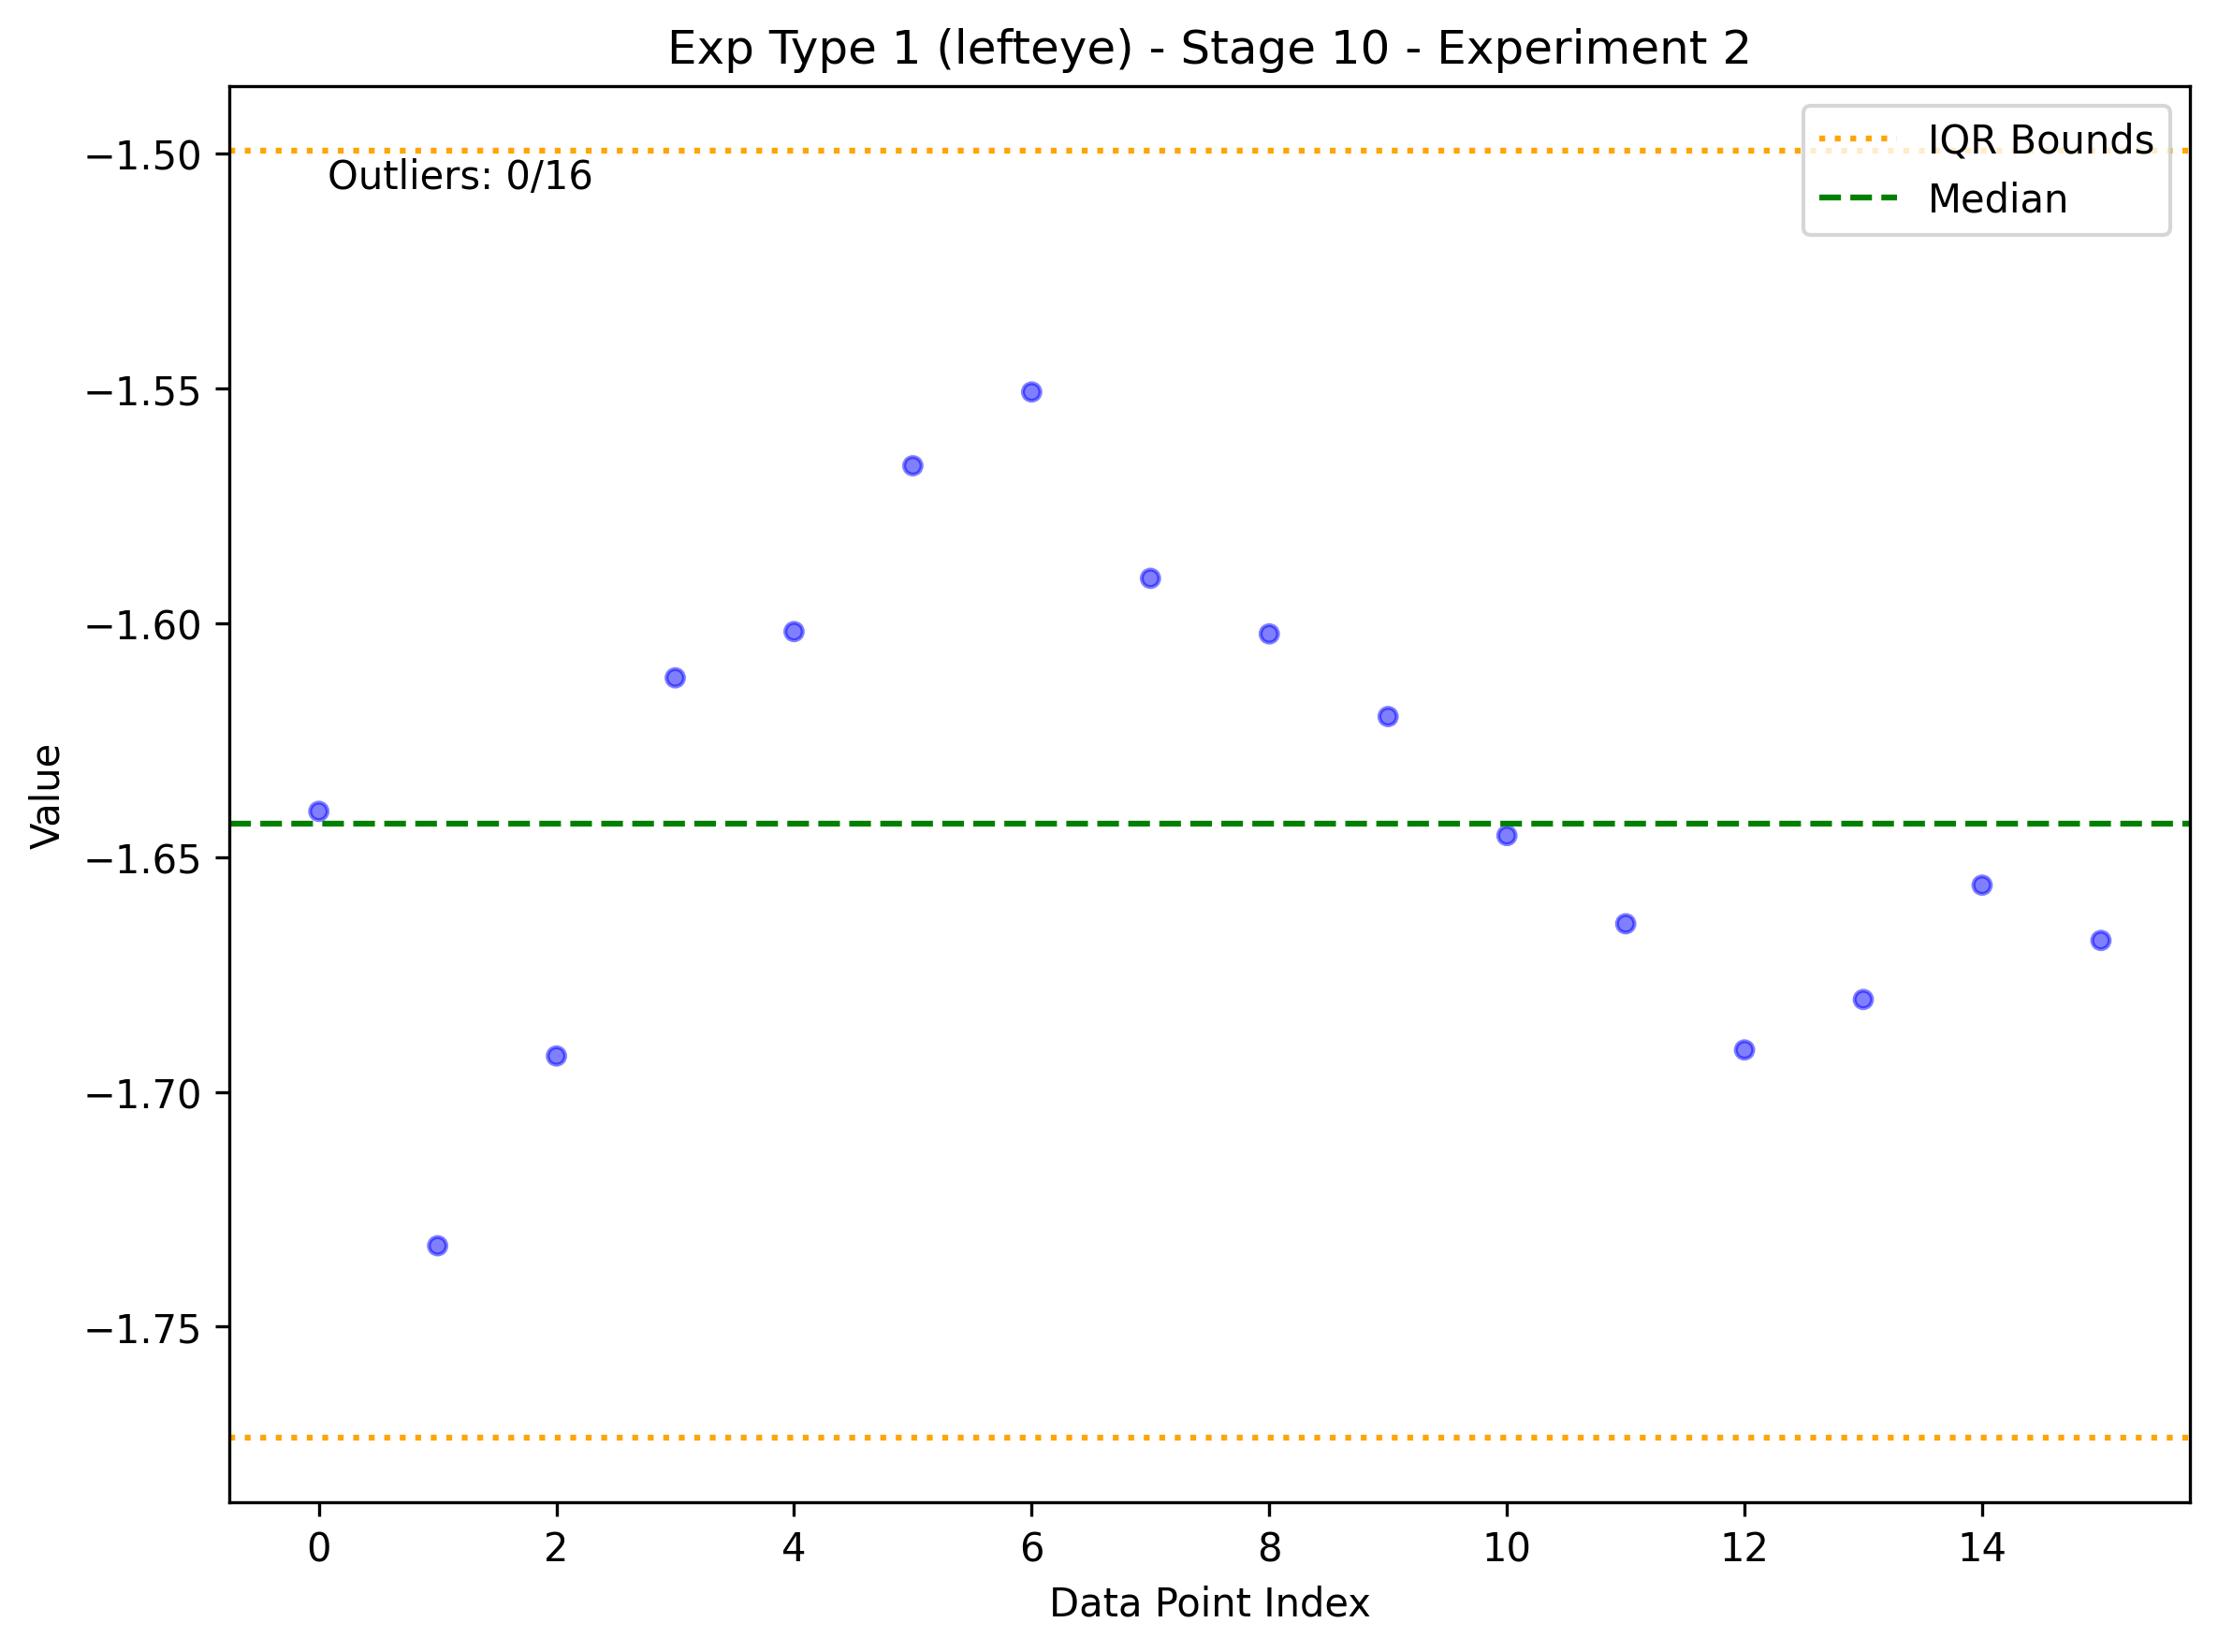 Exp Type 1 (lefteye) - Stage 10 - Experiment 2
IQR Bounds
Median
Outliers: 0/16
−1.50
−1.55
−1.60
−1.65
−1.70
−1.75
Value
0 2 4 6 8 10 12 14
Data Point Index